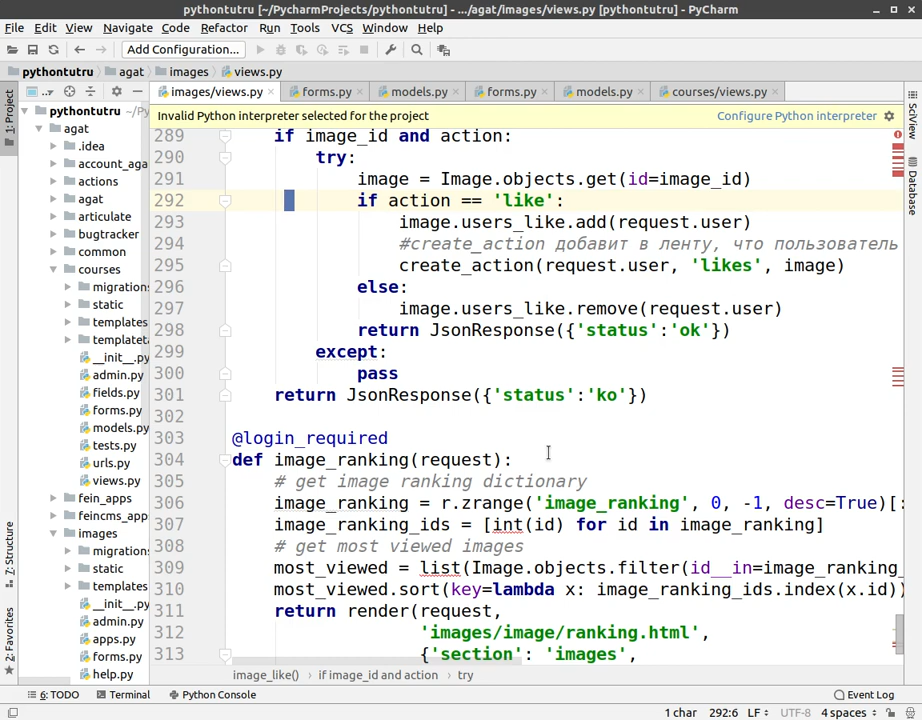 pythontutru [~/PycharmProjects/pythontutru] - .../agat/images/views.py [pythontutru] - PyCharm
File Edit View Navigate Code Refactor Run Tools VCS Window Help
Add Configuration...
pythontutru agat images views.py
images/views.py forms.py models.py forms.py models.py courses/views.py
1: Project
pythontutru ~/Py
agat
.idea
account_aga
actions
agat
articulate
bugtracker
common
courses
migrations
static
templates
templateta
__init__.py
admin.py
fields.py
forms.py
models.py
tests.py
urls.py
views.py
fein_apps
feincms_app
images
migrations
static
templates
__init__.py
admin.py
apps.py
forms.py
help.py
7: Structure
2: Favorites
Invalid Python interpreter selected for the project Configure Python interpreter
289 if image_id and action:
290 try:
291 image = Image.objects.get(id=image_id)
292 if action == 'like':
293 image.users_like.add(request.user)
294 #create_action добавит в ленту, что пользователь
295 create_action(request.user, 'likes', image)
296 else:
297 image.users_like.remove(request.user)
298 return JsonResponse({'status':'ok'})
299 except:
300 pass
301 return JsonResponse({'status':'ko'})
302
303 @login_required
304 def image_ranking(request):
305 # get image ranking dictionary
306 image_ranking = r.zrange('image_ranking', 0, -1, desc=True)[:
307 image_ranking_ids = [int(id) for id in image_ranking]
308 # get most viewed images
309 most_viewed = list(Image.objects.filter(id__in=image_ranking_
310 most_viewed.sort(key=lambda x: image_ranking_ids.index(x.id))
311 return render(request,
312 'images/image/ranking.html',
313 {'section': 'images',
SciView
Database
image_like() if image_id and action try
6: TODO Terminal Python Console Event Log
1 char 292:6 LF UTF-8 4 spaces